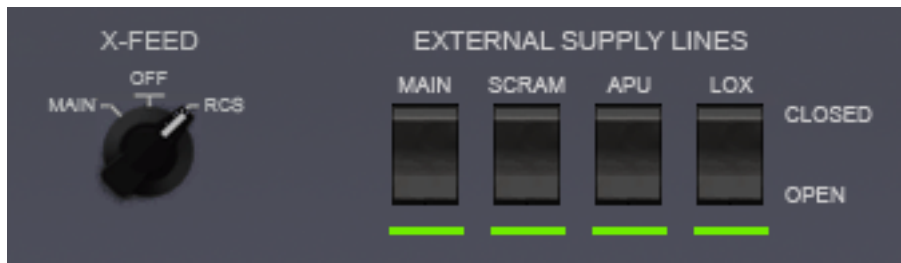 X-FEED
OFF
MAIN
RCS
EXTERNAL SUPPLY LINES
MAIN SCRAM APU LOX
CLOSED
OPEN